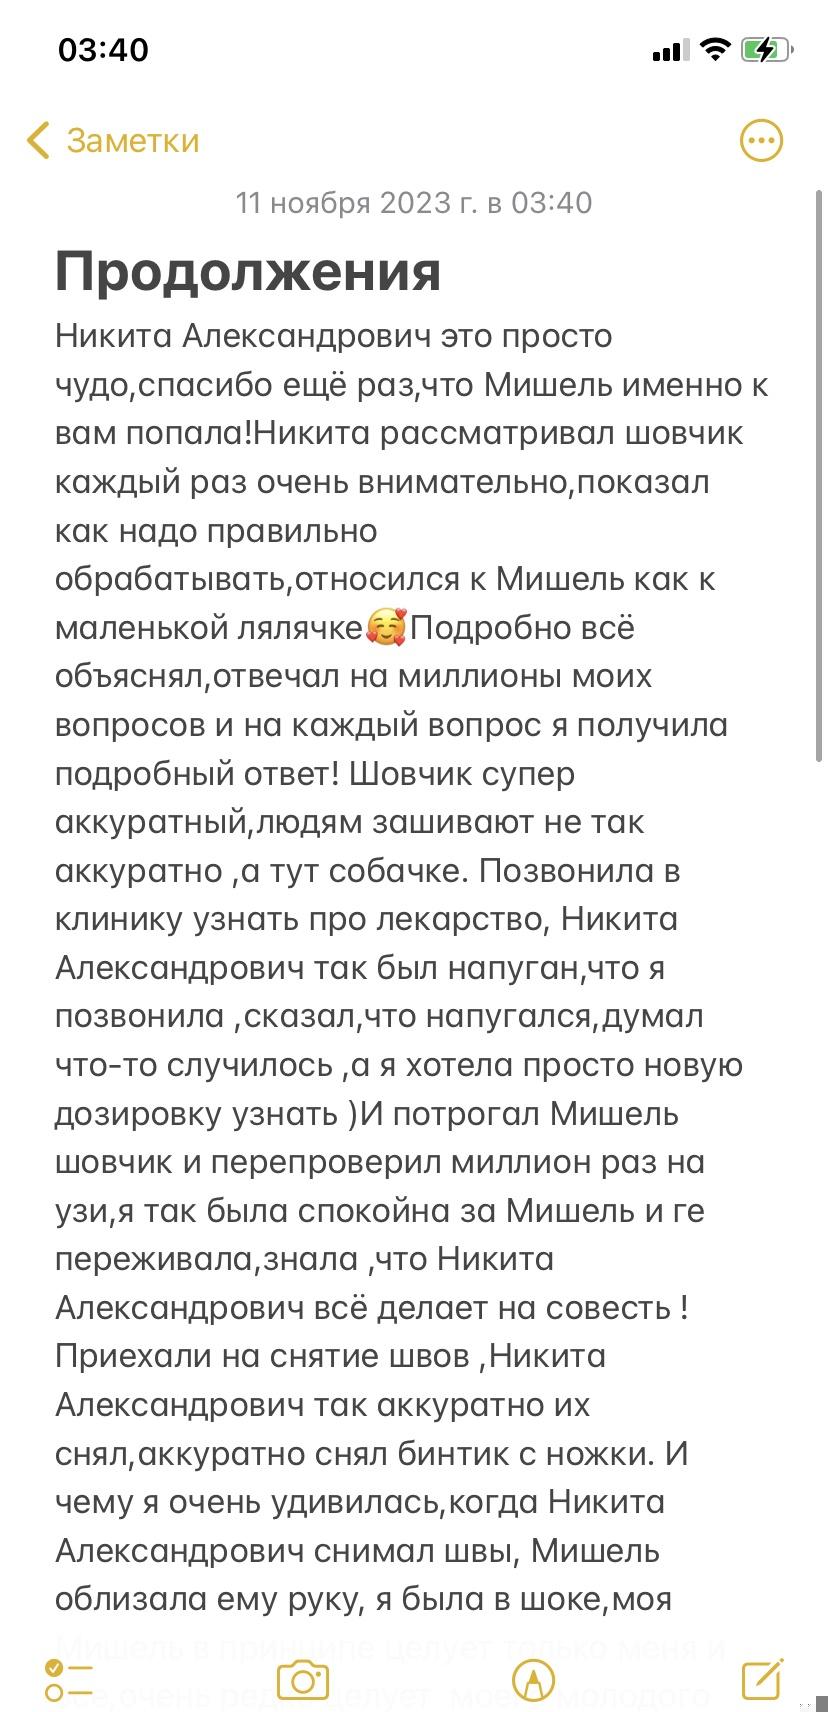 03:40
Заметки
11 ноября 2023 г. в 03:40
Продолжения
Никита Александрович это просто
чудо,спасибо ещё раз,что Мишель именно к
вам попала!Никита рассматривал шовчик
каждый раз очень внимательно,показал
как надо правильно
обрабатывать,относился к Мишель как к
маленькой лялячке🥰Подробно всё
объяснял,отвечал на миллионы моих
вопросов и на каждый вопрос я получила
подробный ответ! Шовчик супер
аккуратный,людям зашивают не так
аккуратно ,а тут собачке. Позвонила в
клинику узнать про лекарство, Никита
Александрович так был напуган,что я
позвонила ,сказал,что напугался,думал
что-то случилось ,а я хотела просто новую
дозировку узнать )И потрогал Мишель
шовчик и перепроверил миллион раз на
узи,я так была спокойна за Мишель и ге
переживала,знала ,что Никита
Александрович всё делает на совесть !
Приехали на снятие швов ,Никита
Александрович так аккуратно их
снял,аккуратно снял бинтик с ножки. И
чему я очень удивилась,когда Никита
Александрович снимал швы, Мишель
облизала ему руку, я была в шоке,моя
Мишель в принципе целует только меня и
очень целует молодого